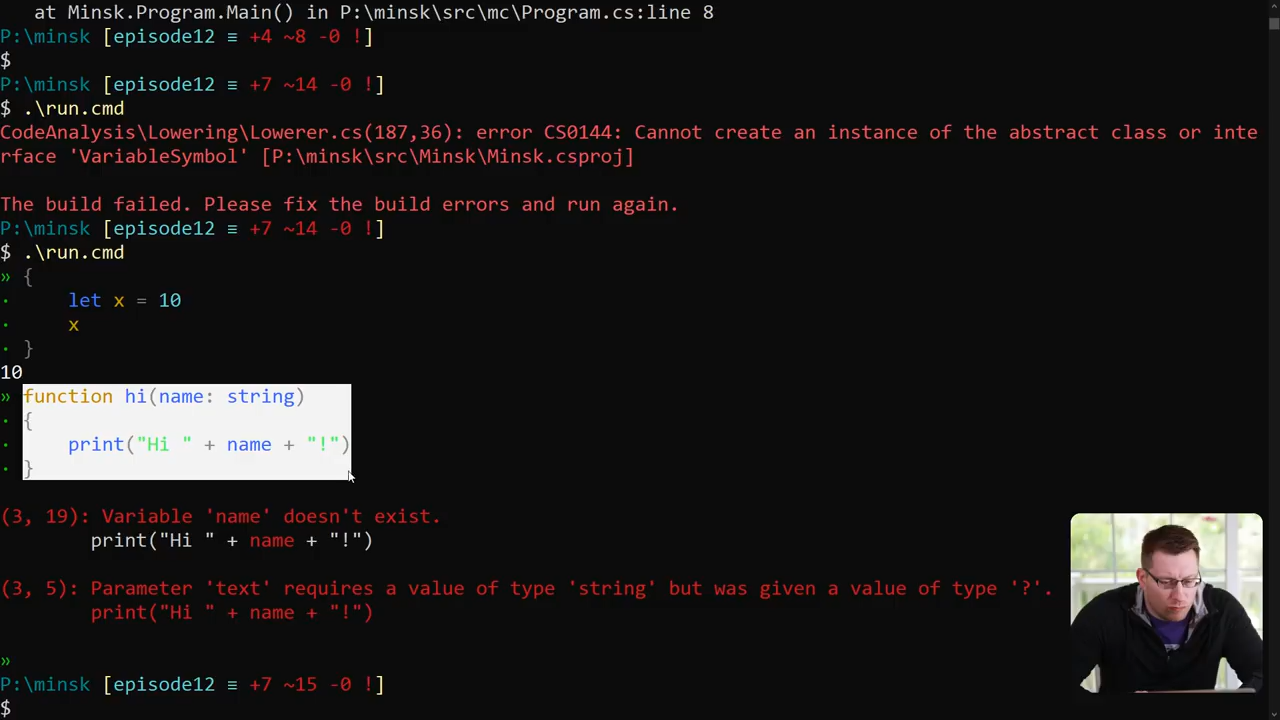 at Minsk.Program.Main() in P:\minsk\src\mc\Program.cs:line 8
P:\minsk [episode12 ≡ +4 ~8 -0 !]
$
P:\minsk [episode12 ≡ +7 ~14 -0 !]
$ .\run.cmd
CodeAnalysis\Lowering\Lowerer.cs(187,36): error CS0144: Cannot create an instance of the abstract class or inte
rface 'VariableSymbol' [P:\minsk\src\Minsk\Minsk.csproj]
The build failed. Please fix the build errors and run again.
P:\minsk [episode12 ≡ +7 ~14 -0 !]
$ .\run.cmd
» {
· let x = 10
· x
· }
10
» function hi(name: string)
· {
· print("Hi " + name + "!")
· }
(3, 19): Variable 'name' doesn't exist.
print("Hi " + name + "!")
(3, 5): Parameter 'text' requires a value of type 'string' but was given a value of type '?'.
print("Hi " + name + "!")
»
P:\minsk [episode12 ≡ +7 ~15 -0 !]
$